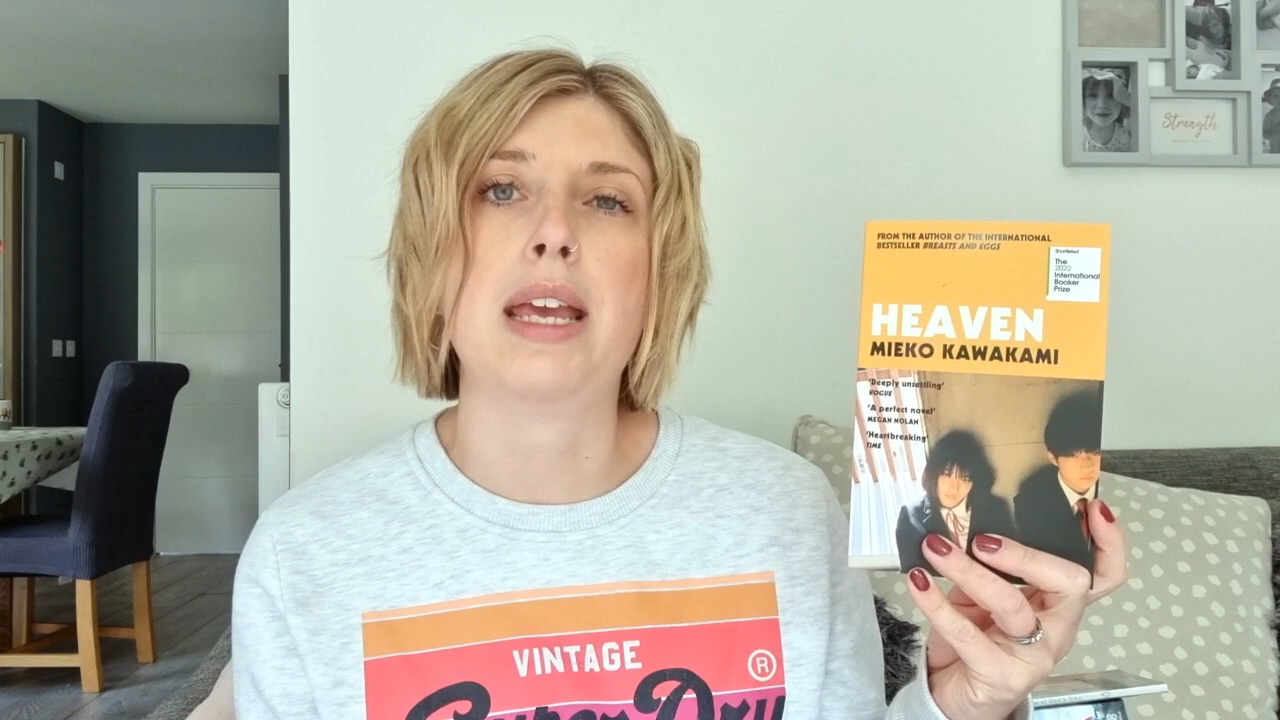 Strength
FROM THE AUTHOR OF THE INTERNATIONAL
BESTSELLER BREASTS AND EGGS
Shortlisted
The
2022
International
Booker
Prize
HEAVEN
MIEKO KAWAKAMI
'Deeply unsettling'
VOGUE
'A perfect novel'
MEGAN NOLAN
'Heartbreaking'
TIME
VINTAGE
®
SuperDry